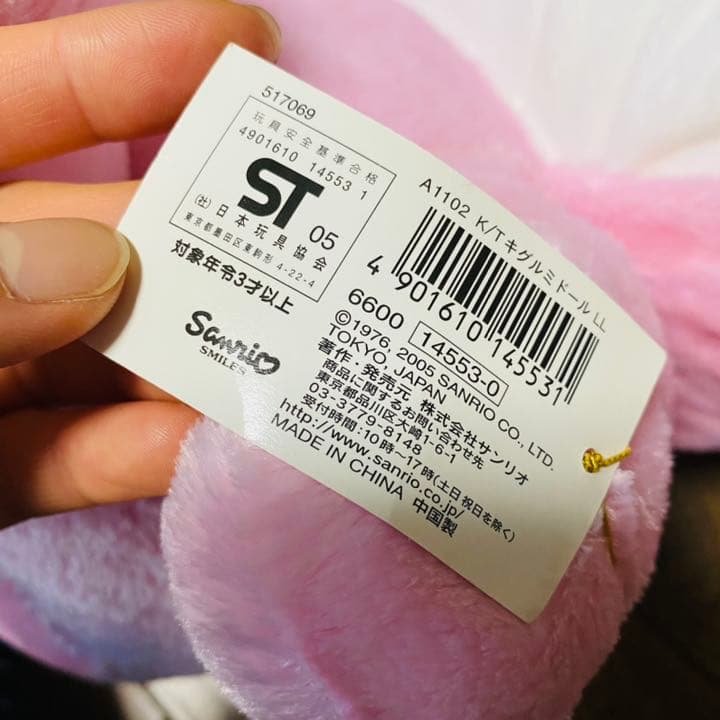 517069
玩具安全基準合格
4901610 14553 1
ST 05
(社)日本玩具協会
東京都墨田区東駒形 4-22-4
対象年令3才以上
Sanrio
SMILES
A1102 K/TキグルミドールLL
4 901610 145531
6600 14553-0
©1976, 2005 SANRIO CO., LTD.
TOKYO, JAPAN
著作・発売元 株式会社サンリオ
商品に関するお問い合わせ先
東京都品川区大崎1-6-1
03-3779-8148
受付時間:10時～17時(土日祝日を除く)
http://www.sanrio.co.jp/
MADE IN CHINA 中国製